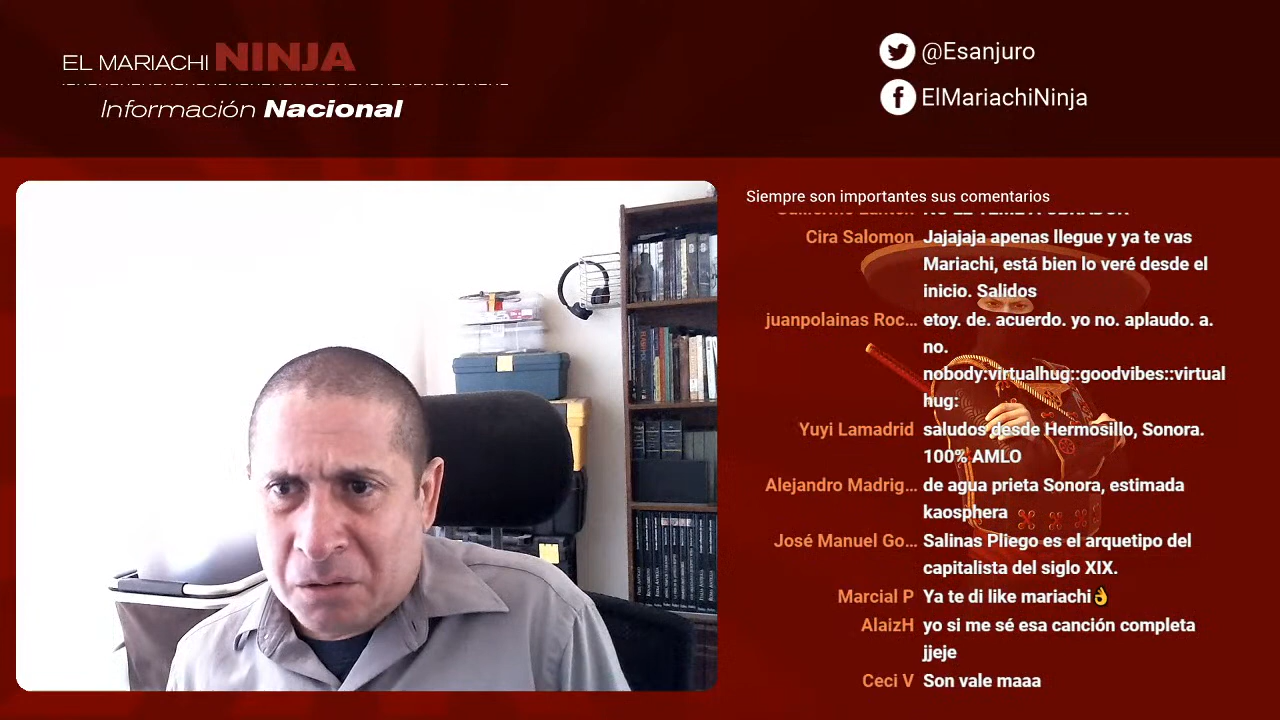 EL MARIACHI NINJA
Información Nacional
@Esanjuro
ElMariachiNinja
Siempre son importantes sus comentarios
Cira Salomon Jajajaja apenas llegue y ya te vas
Mariachi, está bien lo veré desde el
inicio. Salidos
juanpolainas Roc... etoy. de. acuerdo. yo no. aplaudo. a.
no.
nobody:virtualhug::goodvibes::virtual
hug:
Yuyi Lamadrid saludos desde Hermosillo, Sonora.
100% AMLO
Alejandro Madrig... de agua prieta Sonora, estimada
kaosphera
José Manuel Go... Salinas Pliego es el arquetipo del
capitalista del siglo XIX.
Marcial P Ya te di like mariachi👌
AlaizH yo si me sé esa canción completa
jjeje
Ceci V Son vale maaa